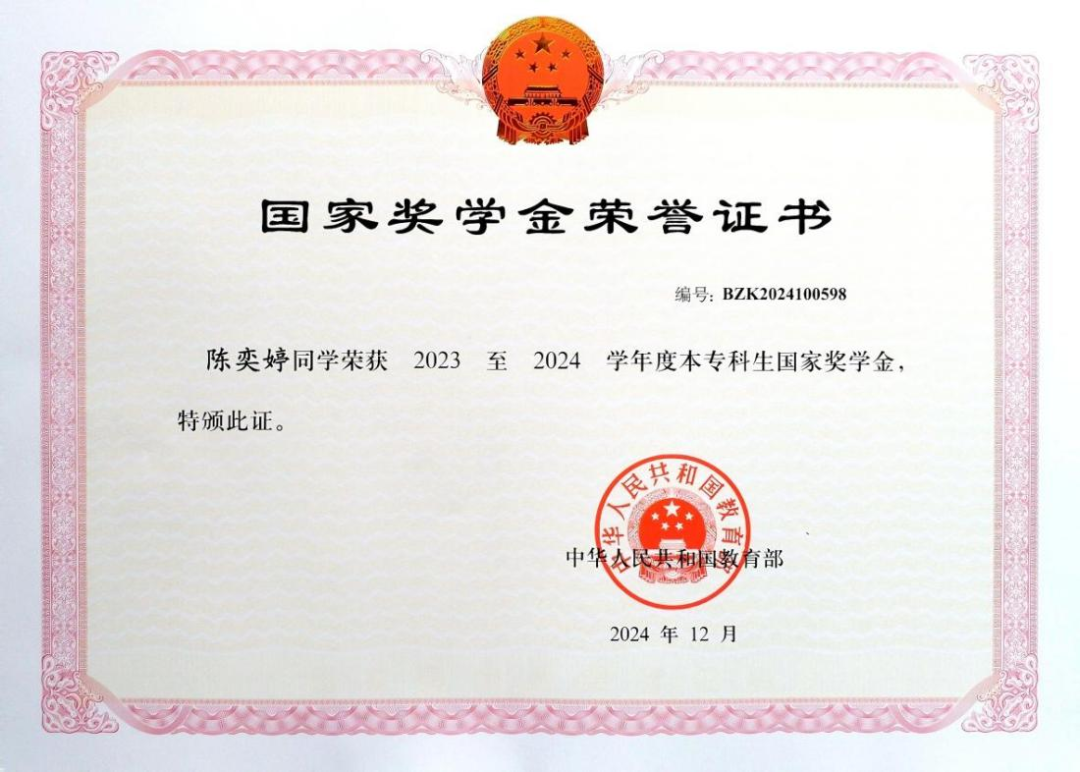 国家奖学金荣誉证书
编号: BZK2024100598
陈奕婷同学荣获 2023 至 2024 学年度本专科生国家奖学金，
特颁此证。
中华人民共和国教育部
中华人民共和国教育部
2024 年 12 月